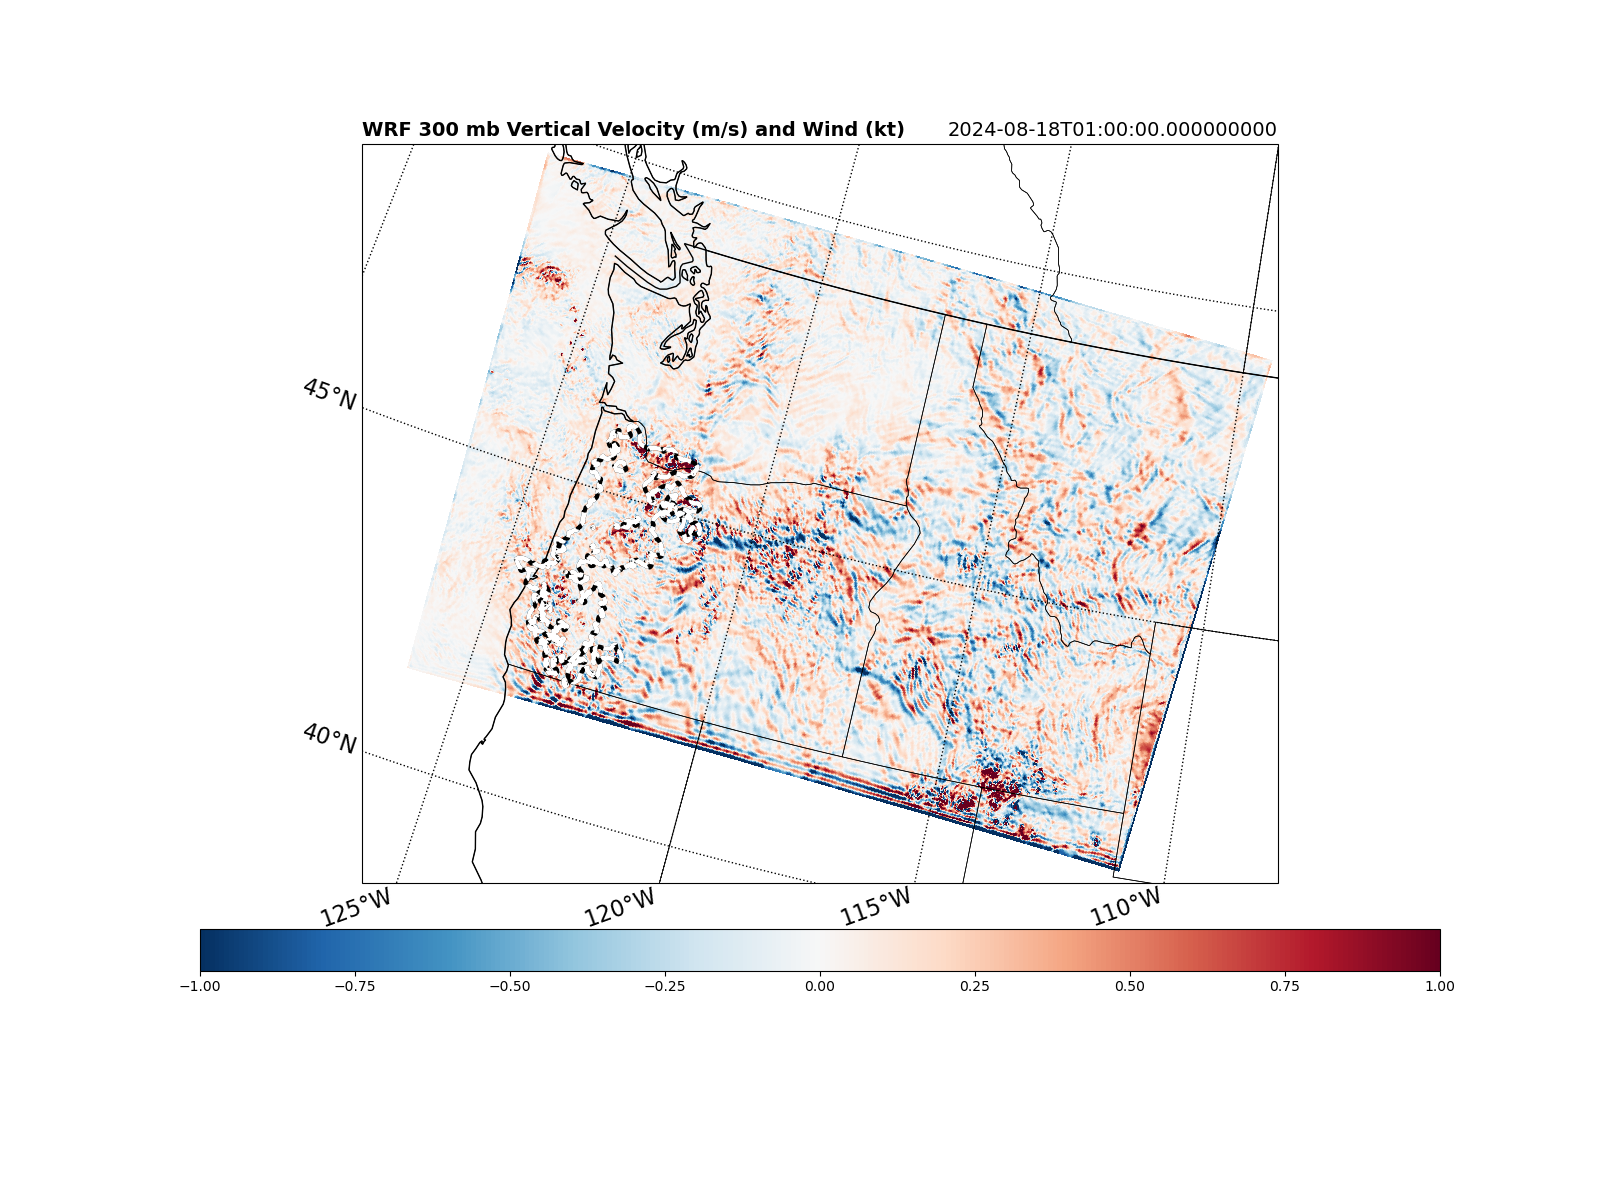 WRF 300 mb Vertical Velocity (m/s) and Wind (kt) 2024-08-18T01:00:00.000000000
45°N
40°N
125°W 120°W 115°W 110°W
−1.00 −0.75 −0.50 −0.25 0.00 0.25 0.50 0.75 1.00